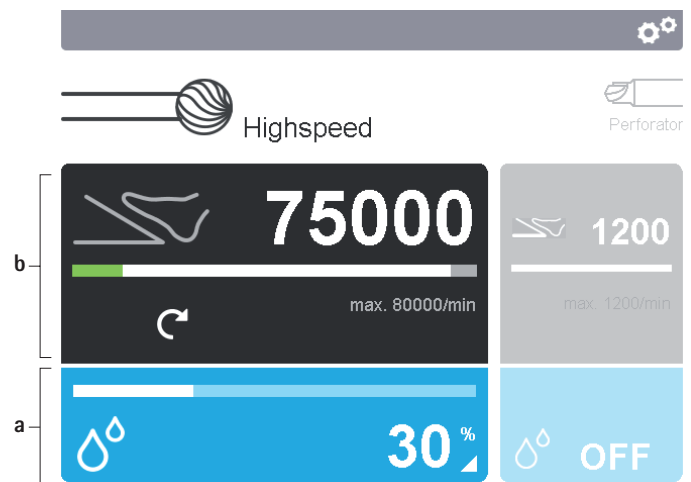 Highspeed
Perforator
b
75000
1200
max. 80000/min
max. 1200/min
a
30 %
OFF